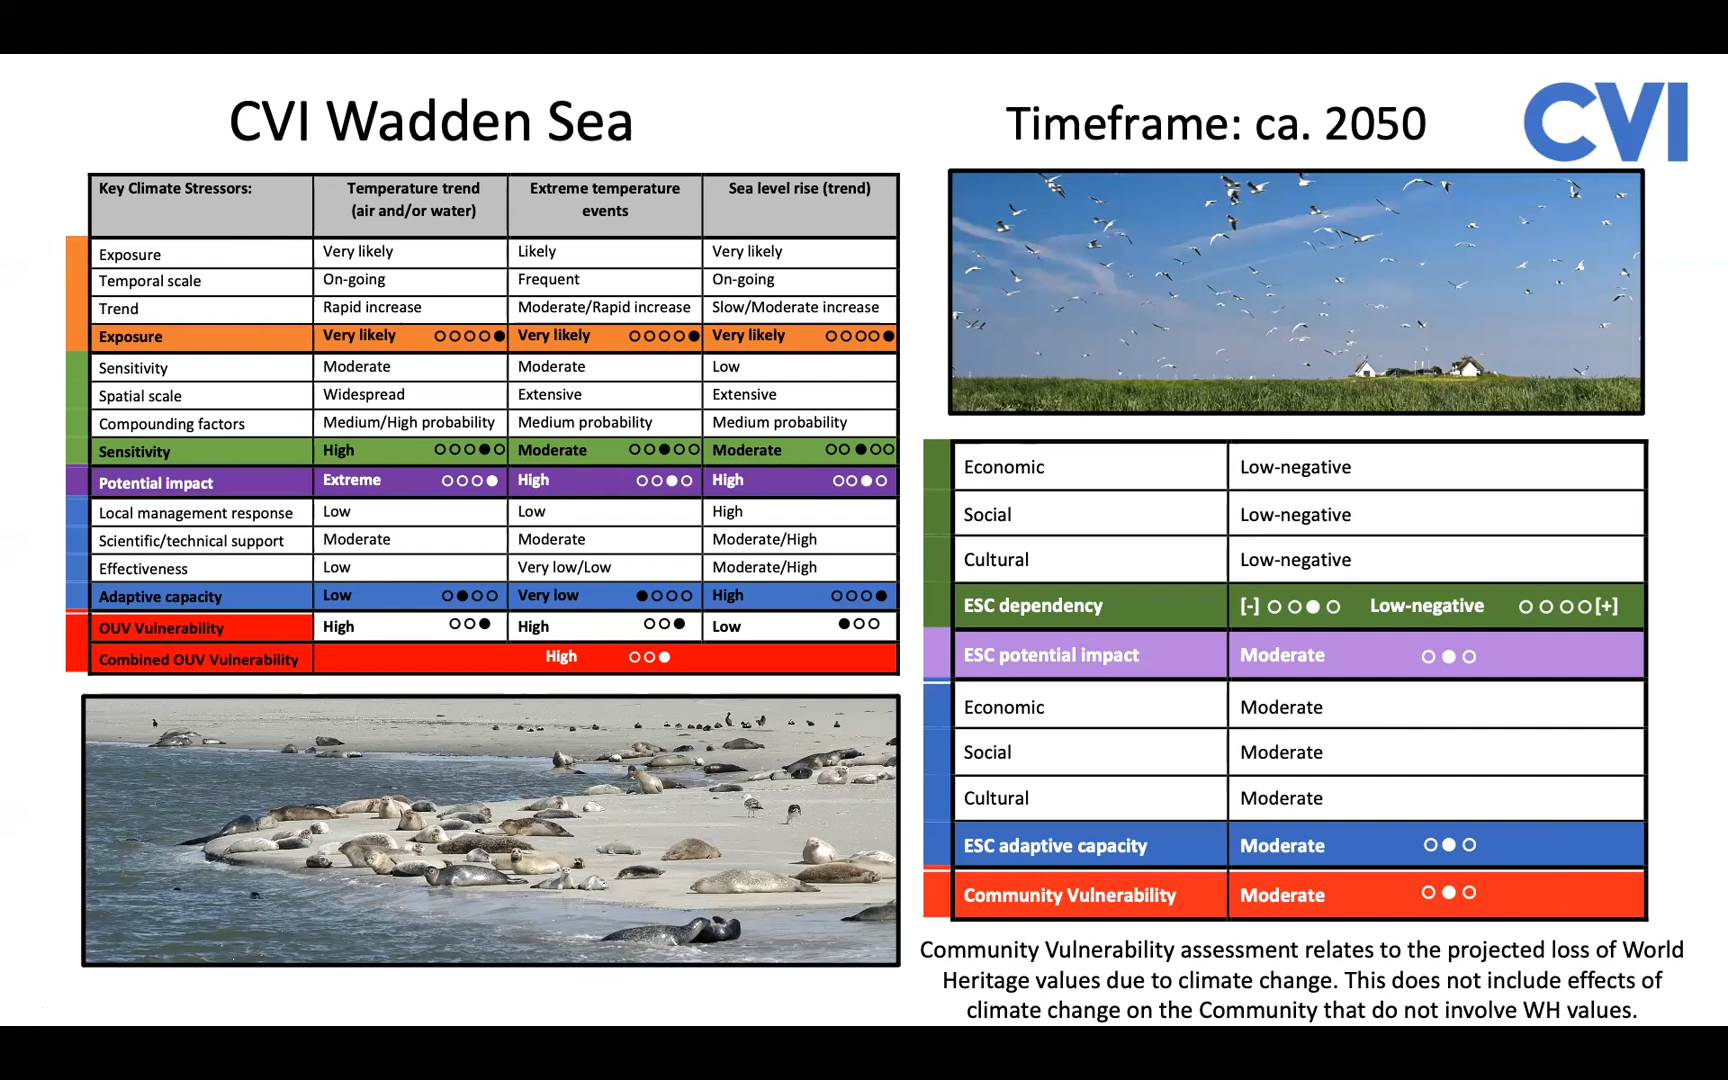 CVI Wadden Sea
Timeframe: ca. 2050
CVI
Key Climate Stressors: Temperature trend (air and/or water) Extreme temperature events Sea level rise (trend)
Exposure Very likely Likely Very likely
Temporal scale On-going Frequent On-going
Trend Rapid increase Moderate/Rapid increase Slow/Moderate increase
Exposure Very likely Very likely Very likely
Sensitivity Moderate Moderate Low
Spatial scale Widespread Extensive Extensive
Compounding factors Medium/High probability Medium probability Medium probability
Sensitivity High Moderate Moderate
Potential impact Extreme High High
Local management response Low Low High
Scientific/technical support Moderate Moderate Moderate/High
Effectiveness Low Very low/Low Moderate/High
Adaptive capacity Low Very low High
OUV Vulnerability High High Low
Combined OUV Vulnerability High
Economic Low-negative
Social Low-negative
Cultural Low-negative
ESC dependency [-] Low-negative [+]
ESC potential impact Moderate
Economic Moderate
Social Moderate
Cultural Moderate
ESC adaptive capacity Moderate
Community Vulnerability Moderate
Community Vulnerability assessment relates to the projected loss of World
Heritage values due to climate change. This does not include effects of
climate change on the Community that do not involve WH values.